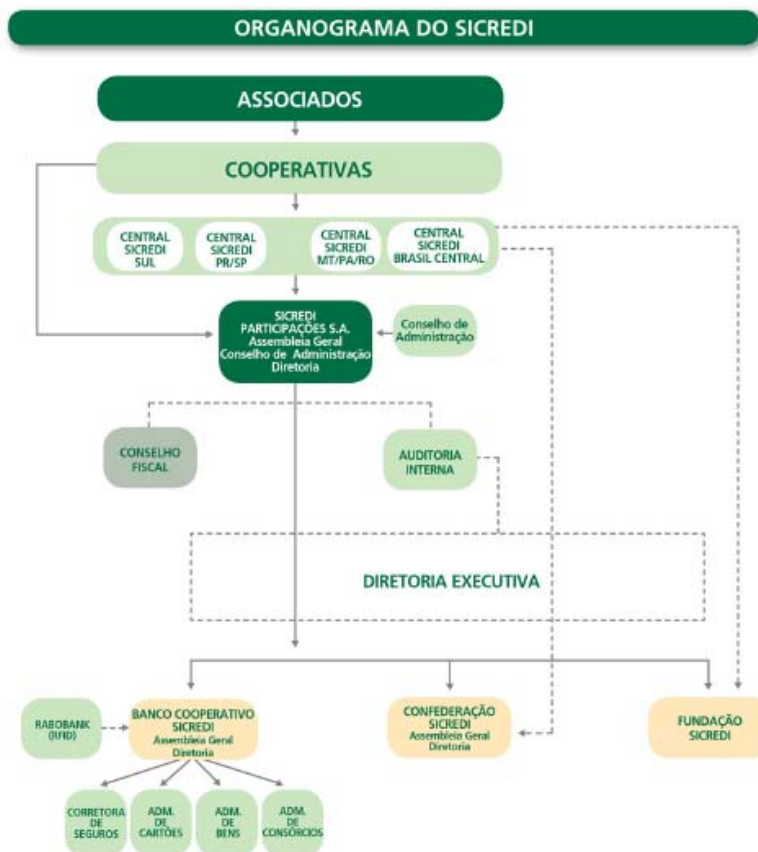 ORGANOGRAMA DO SICREDI
ASSOCIADOS
COOPERATIVAS
CENTRAL
SICREDI
SUL
CENTRAL
SICREDI
PR/SP
CENTRAL
SICREDI
MT/PA/RO
CENTRAL
SICREDI
BRASIL CENTRAL
SICREDI
PARTICIPAÇÕES S.A.
Assembleia Geral
Conselho de Administração
Diretoria
Conselho de
Administração
CONSELHO
FISCAL
AUDITORIA
INTERNA
DIRETORIA EXECUTIVA
RABOBANK
(RFID)
BANCO COOPERATIVO
SICREDI
Assembleia Geral
Diretoria
CONFEDERAÇÃO
SICREDI
Assembleia Geral
Diretoria
FUNDAÇÃO
SICREDI
CORRETORA
DE
SEGUROS
ADM.
DE
CARTÕES
ADM.
DE
BENS
ADM.
DE
CONSÓRCIOS